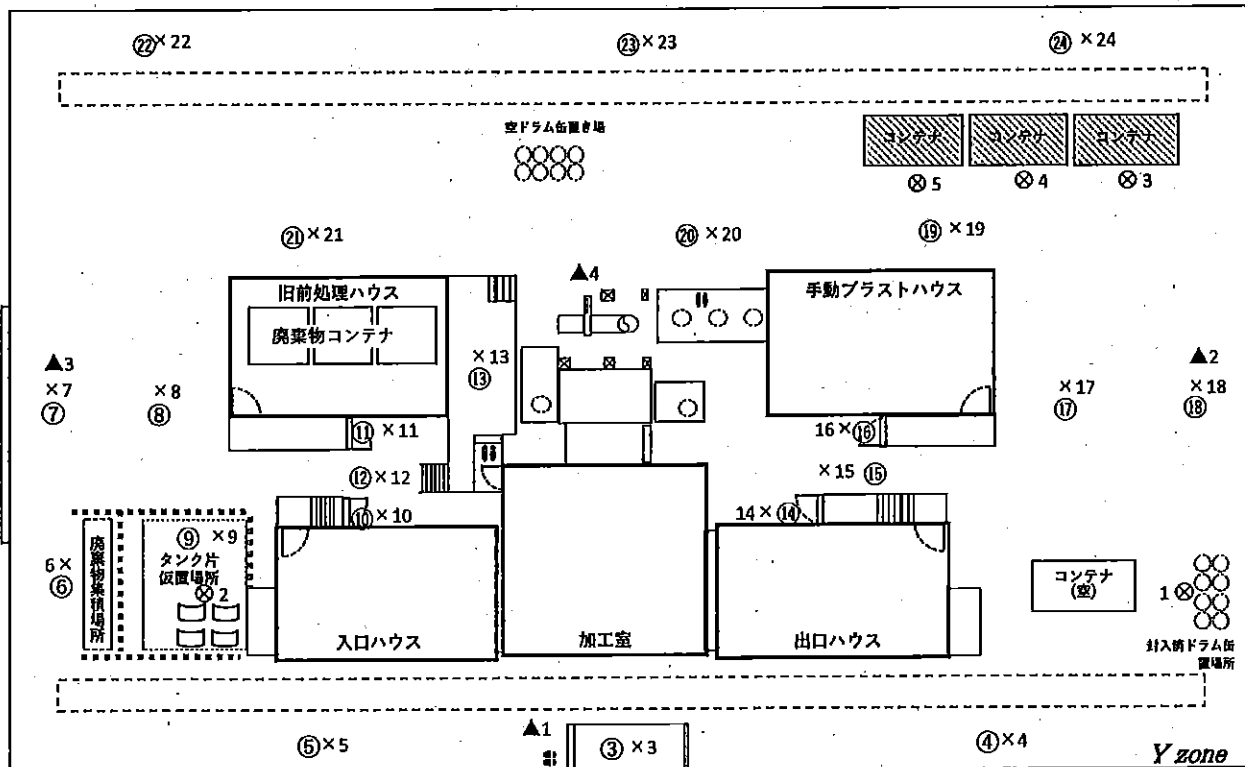 ㉒×22
㉓×23
㉔×24
空ドラム缶置き場
コンテナ
コンテナ
コンテナ
⊗5
⊗4
⊗3
㉑×21
⑳×20
⑲×19
▲4
旧前処理ハウス
手動ブラストハウス
廃棄物コンテナ
▲3
×13
⑬
▲2
×7
⑦
×8
⑧
×17
⑰
×18
⑱
⑪×11
16×⑯
⑫×12
×15 ⑮
⑩×10
14×⑭
⑨ ×9
タンク片
仮置場所
⊗2
6×
⑥
廃棄物集積場所
コンテナ
(空)
1⊗
入口ハウス
加工室
出口ハウス
封入済ドラム缶
置場所
▲1
⑤×5
③×3
④×4
Y zone